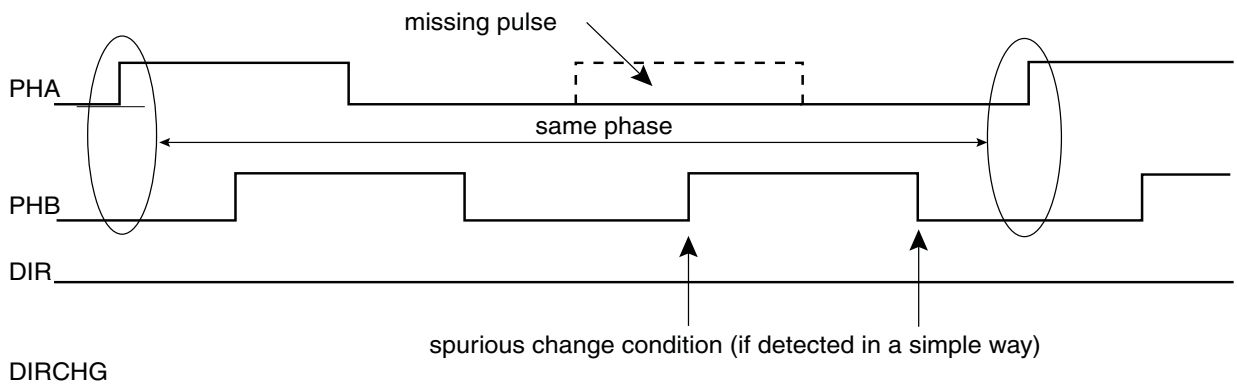 missing pulse
PHA
same phase
PHB
DIR
spurious change condition (if detected in a simple way)
DIRCHG